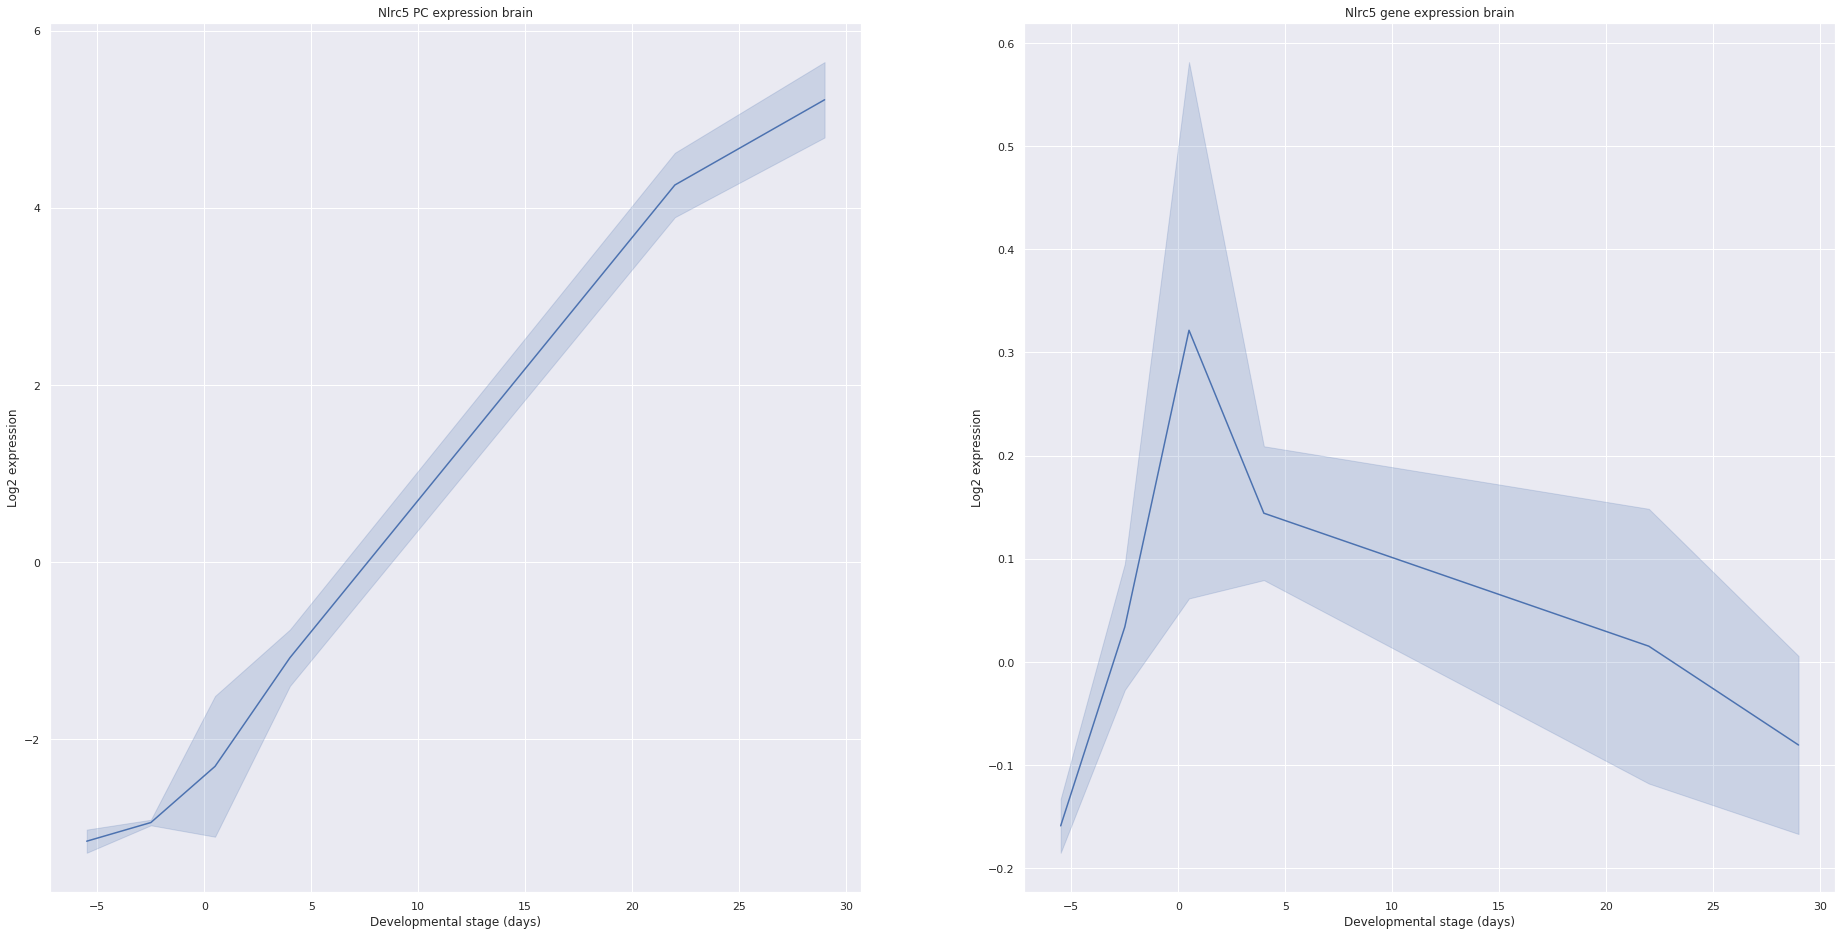 Nlrc5 PC expression brain
6
4
2
0
−2
Log2 expression
−5 0 5 10 15 20 25 30
Developmental stage (days)
Nlrc5 gene expression brain
0.6
0.5
0.4
0.3
0.2
0.1
0.0
−0.1
−0.2
Log2 expression
−5 0 5 10 15 20 25 30
Developmental stage (days)